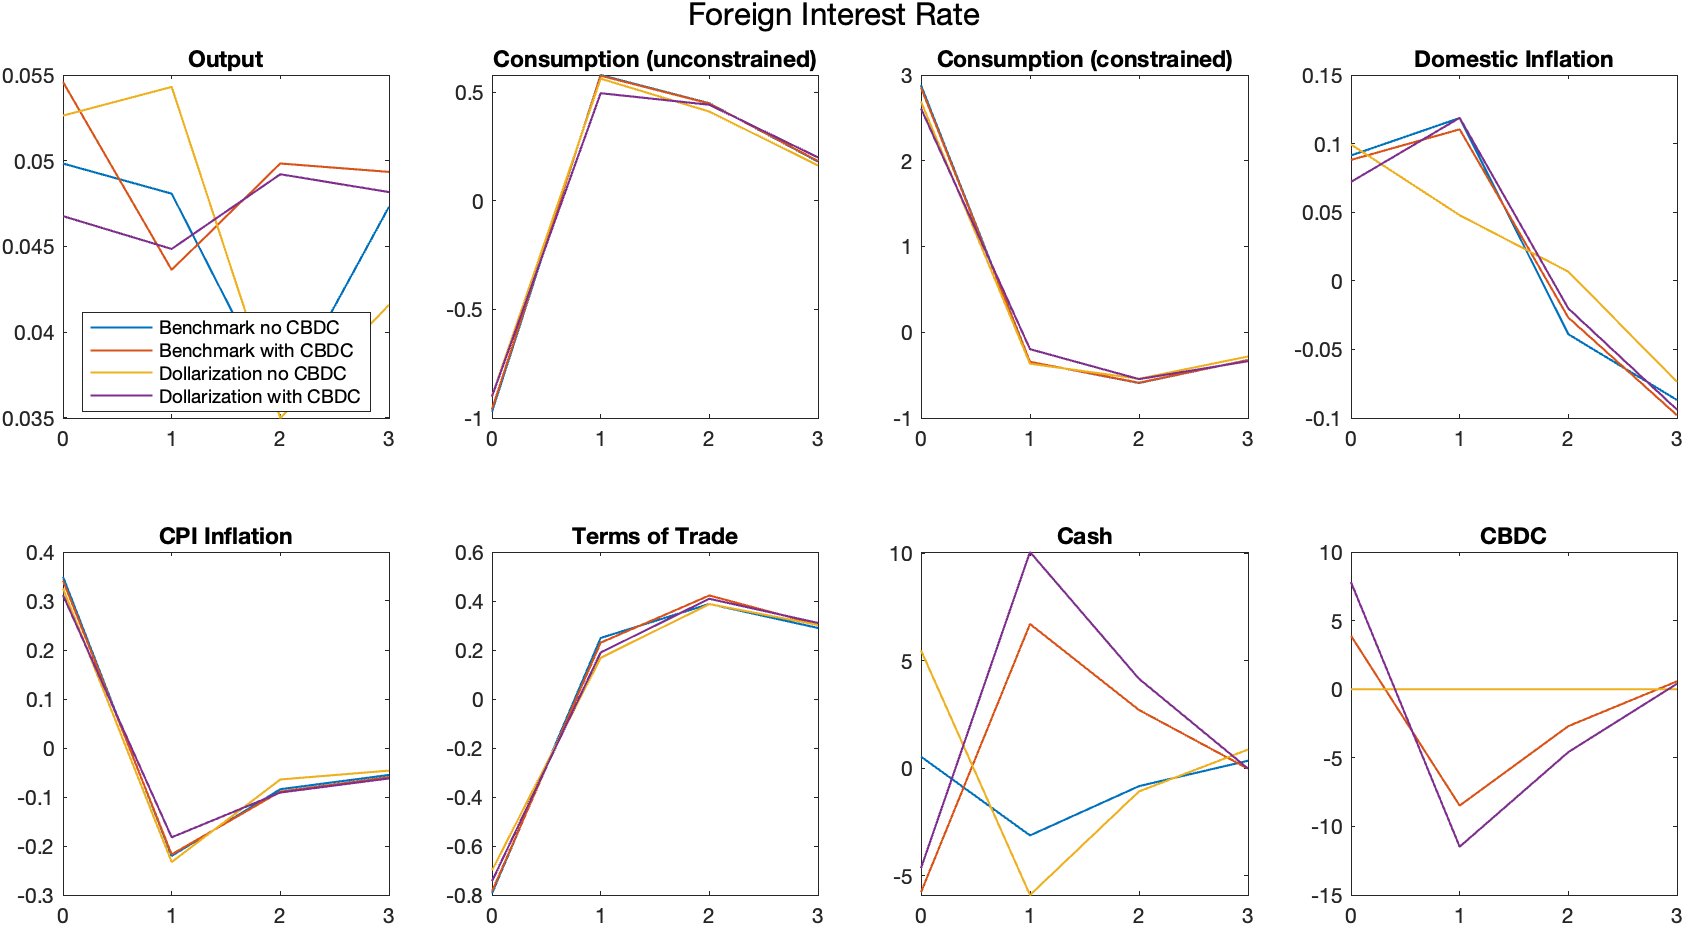 Foreign Interest Rate
Output
0.055
0.05
0.045
0.04
0.035
0 1 2 3
Benchmark no CBDC
Benchmark with CBDC
Dollarization no CBDC
Dollarization with CBDC
Consumption (unconstrained)
0.5
0
-0.5
-1
0 1 2 3
Consumption (constrained)
3
2
1
0
-1
0 1 2 3
Domestic Inflation
0.15
0.1
0.05
0
-0.05
-0.1
0 1 2 3
CPI Inflation
0.4
0.3
0.2
0.1
0
-0.1
-0.2
-0.3
0 1 2 3
Terms of Trade
0.6
0.4
0.2
0
-0.2
-0.4
-0.6
-0.8
0 1 2 3
Cash
10
5
0
-5
0 1 2 3
CBDC
10
5
0
-5
-10
-15
0 1 2 3